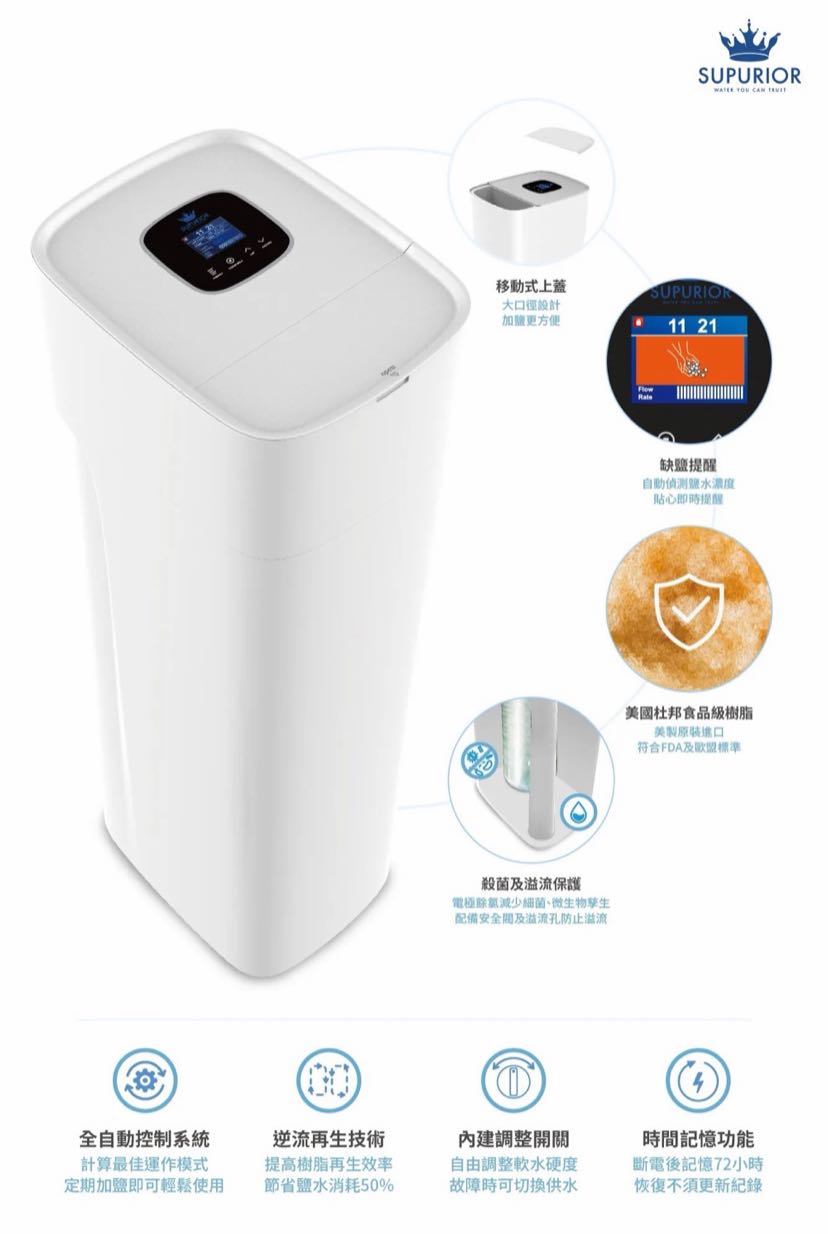 SUPURIOR
WATER YOU CAN TRUST
SUPURIOR
11 21
移動式上蓋
大口徑設計
加鹽更方便
SUPURIOR
11 21
Flow
Rate
缺鹽提醒
自動偵測鹽水濃度
貼心即時提醒
美國杜邦食品級樹脂
美製原裝進口
符合FDA及歐盟標準
殺菌及溢流保護
電極餘氯減少細菌、微生物孳生
配備安全閥及溢流孔防止溢流
全自動控制系統
計算最佳運作模式
定期加鹽即可輕鬆使用
逆流再生技術
提高樹脂再生效率
節省鹽水消耗50%
內建調整開關
自由調整軟水硬度
故障時可切換供水
時間記憶功能
斷電後記憶72小時
恢復不須更新紀錄